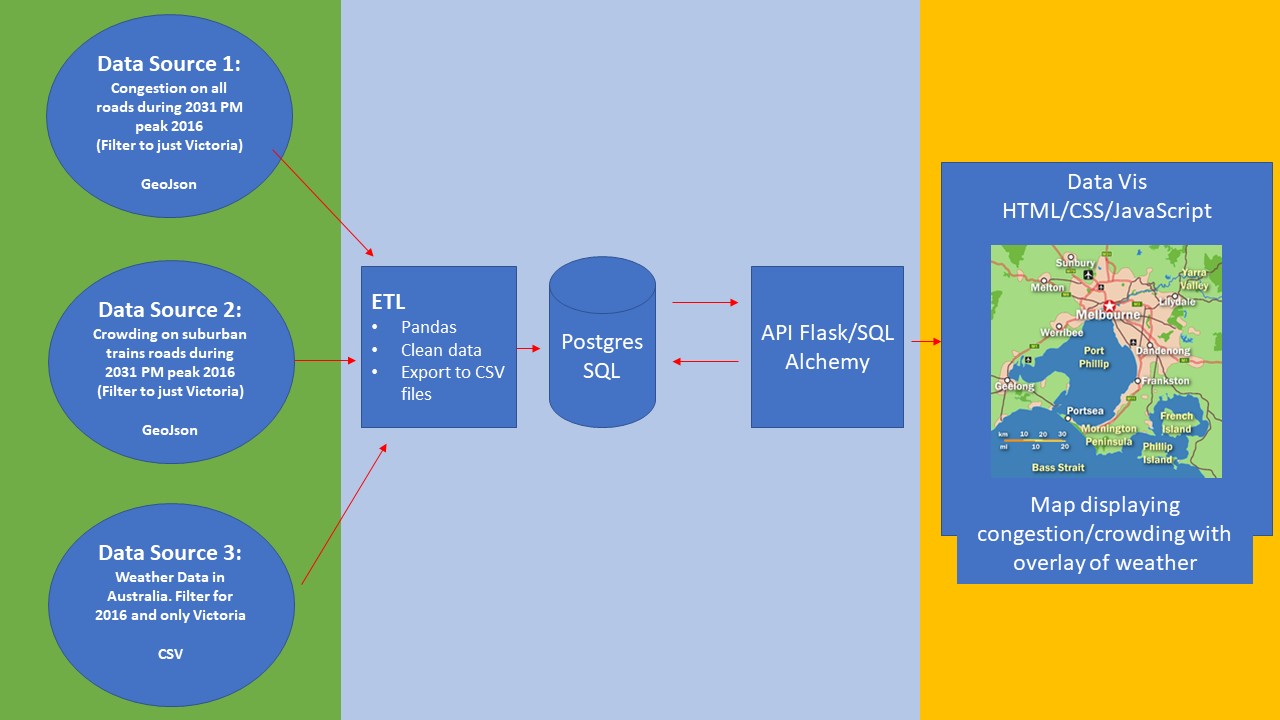 Data Source 1:
Congestion on all
roads during 2031 PM
peak 2016
(Filter to just Victoria)
GeoJson
Data Source 2:
Crowding on suburban
trains roads during
2031 PM peak 2016
(Filter to just Victoria)
GeoJson
Data Source 3:
Weather Data in
Australia. Filter for
2016 and only Victoria
CSV
ETL
• Pandas
• Clean data
• Export to CSV
files
Postgres
SQL
API Flask/SQL
Alchemy
Data Vis
HTML/CSS/JavaScript
Sunbury
Melton
Yarra
Valley
Lilydale
Melbourne
Werribee
Port
Phillip
Dandenong
Geelong
Frankston
Portsea
French
Island
Mornington
Peninsula
Phillip
Island
km 10 20 30
mi 10 20
Bass Strait
Map displaying
congestion/crowding with
overlay of weather